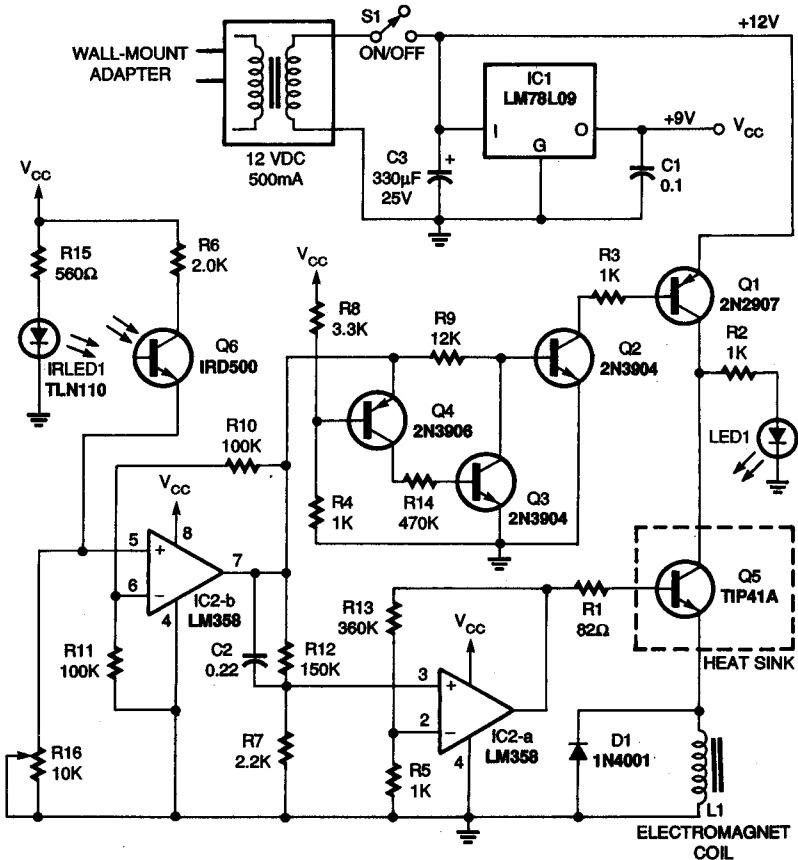 S1
ON/OFF
+12V
WALL-MOUNT
ADAPTER
12 VDC
500mA
IC1
LM78L09
I
O
G
+9V
VCC
C3
330µF
25V
+
C1
0.1
VCC
R15
560Ω
R6
2.0K
IRLED1
TLN110
Q6
IRD500
VCC
R8
3.3K
R9
12K
R3
1K
Q1
2N2907
Q2
2N3904
R2
1K
LED1
Q4
2N3906
R4
1K
R14
470K
Q3
2N3904
R10
100K
VCC
8
5
+
6
−
7
4
IC2-b
LM358
R11
100K
C2
0.22
R12
150K
R13
360K
VCC
R1
82Ω
Q5
TIP41A
HEAT SINK
3
+
2
−
4
IC2-a
LM358
R16
10K
R7
2.2K
R5
1K
D1
1N4001
L1
ELECTROMAGNET
COIL